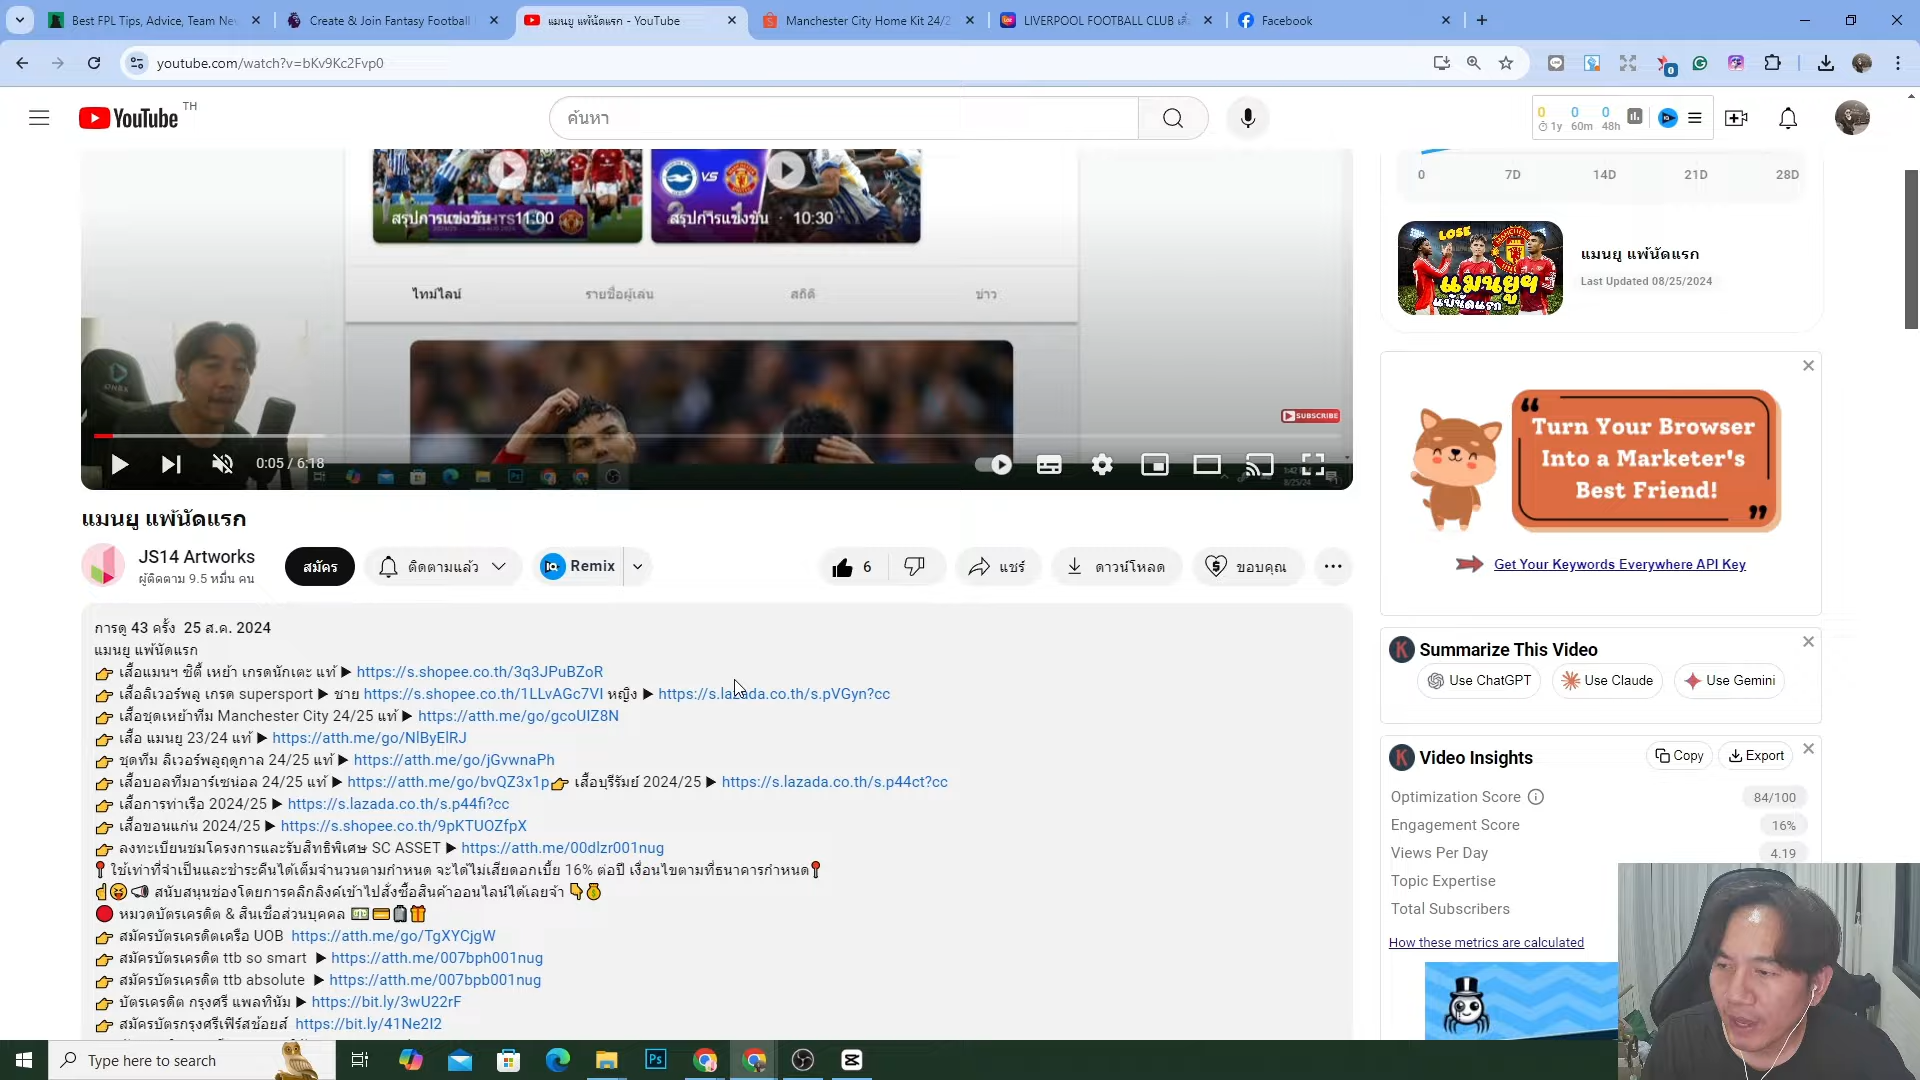 Best FPL Tips, Advice, Team Ne
Create & Join Fantasy Football
แมนยู แพ้นัดแรก - YouTube
Manchester City Home Kit 24/2
LIVERPOOL FOOTBALL CLUB เสื้
Facebook
youtube.com/watch?v=bKv9Kc2Fvp0
YouTube TH
ค้นหา
0 0 0
1y 60m 48h
สรุปการแข่งขัน 11:00
VS
สรุปการแข่งขัน · 10:30
ไทม์ไลน์ รายชื่อผู้เล่น สถิติ ข่าว
SUBSCRIBE
0:05 / 6:18
แมนยู แพ้นัดแรก
JS14 Artworks
ผู้ติดตาม 9.5 หมื่น คน
สมัคร
ติดตามแล้ว
Remix
6
แชร์
ดาวน์โหลด
ขอบคุณ
การดู 43 ครั้ง 25 ส.ค. 2024
แมนยู แพ้นัดแรก
👉 เสื้อแมนฯ ซิตี้ เหย้า เกรดนักเตะ แท้ ▶ https://s.shopee.co.th/3q3JPuBZoR
👉 เสื้อลิเวอร์พลู เกรด supersport ▶ ชาย https://s.shopee.co.th/1LLvAGc7VI หญิง ▶ https://s.lazada.co.th/s.pVGyn?cc
👉 เสื้อชุดเหย้าทีม Manchester City 24/25 แท้ ▶ https://atth.me/go/gcoUIZ8N
👉 เสื้อ แมนยู 23/24 แท้ ▶ https://atth.me/go/NlByElRJ
👉 ชุดทีม ลิเวอร์พลูฤดูกาล 24/25 แท้ ▶ https://atth.me/go/jGvwnaPh
👉 เสื้อบอลทีมอาร์เซน่อล 24/25 แท้ ▶ https://atth.me/go/bvQZ3x1p👉 เสื้อบุรีรัมย์ 2024/25 ▶ https://s.lazada.co.th/s.p44ct?cc
👉 เสื้อการท่าเรือ 2024/25 ▶ https://s.lazada.co.th/s.p44fi?cc
👉 เสื้อขอนแก่น 2024/25 ▶ https://s.shopee.co.th/9pKTUOZfpX
👉 ลงทะเบียนชมโครงการและรับสิทธิพิเศษ SC ASSET ▶ https://atth.me/00dlzr001nug
📍ใช้เท่าที่จำเป็นและชำระคืนได้เต็มจำนวนตามกำหนด จะได้ไม่เสียดอกเบี้ย 16% ต่อปี เงื่อนไขตามที่ธนาคารกำหนด📍
☝😝📢 สนับสนุนช่องโดยการคลิกลิงค์เข้าไปสั่งซื้อสินค้าออนไลน์ได้เลยจ้า 👇💰
🔴 หมวดบัตรเครดิต & สินเชื่อส่วนบุคคล 💵💳🧳🎁
👉 สมัครบัตรเครดิตเครือ UOB https://atth.me/go/TgXYCjgW
👉 สมัครบัตรเครดิต ttb so smart ▶ https://atth.me/007bph001nug
👉 สมัครบัตรเครดิต ttb absolute ▶ https://atth.me/007bpb001nug
👉 บัตรเครดิต กรุงศรี แพลทินัม ▶ https://bit.ly/3wU22rF
👉 สมัครบัตรกรุงศรีเฟิร์สช้อยส์ https://bit.ly/41Ne2I2
0 7D 14D 21D 28D
LOSE
แมนยูฯ
แพ้นัดแรก
แมนยู แพ้นัดแรก
Last Updated 08/25/2024
“ Turn Your Browser
Into a Marketer's
Best Friend! ”
Get Your Keywords Everywhere API Key
K Summarize This Video
Use ChatGPT Use Claude Use Gemini
K Video Insights Copy Export
Optimization Score 84/100
Engagement Score 16%
Views Per Day 4.19
Topic Expertise
Total Subscribers
How these metrics are calculated
Type here to search
Ps